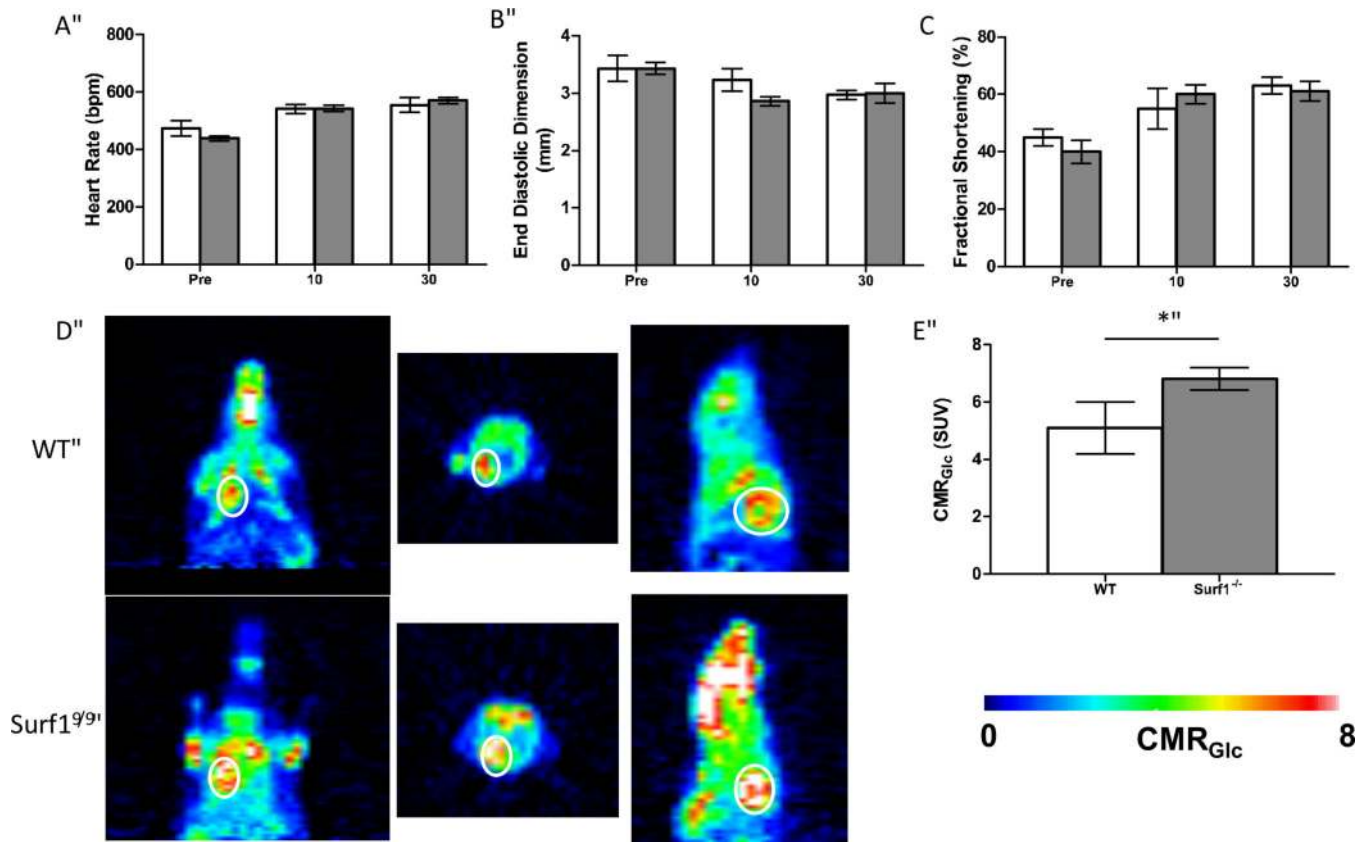 A"
Heart Rate (bpm)
800
600
400
200
0
Pre
10
30
B"
End Diastolic Dimension
(mm)
4
3
2
1
0
Pre
10
30
C
Fractional Shortening (%)
80
60
40
20
0
Pre
10
30
D"
WT"
Surf1⁹/⁹'
E"
*"
CMR_Glc (SUV)
8
6
4
2
0
WT
Surf1⁻/⁻
0
CMR_Glc
8